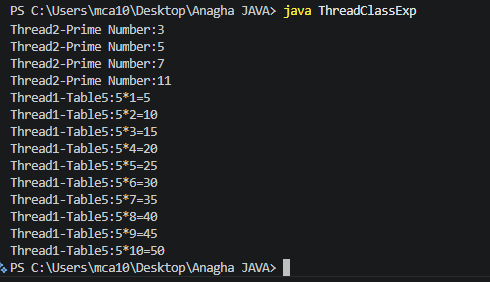 PS C:\Users\mca10\Desktop\Anagha JAVA> java ThreadClassExp
Thread2-Prime Number:3
Thread2-Prime Number:5
Thread2-Prime Number:7
Thread2-Prime Number:11
Thread1-Table5:5*1=5
Thread1-Table5:5*2=10
Thread1-Table5:5*3=15
Thread1-Table5:5*4=20
Thread1-Table5:5*5=25
Thread1-Table5:5*6=30
Thread1-Table5:5*7=35
Thread1-Table5:5*8=40
Thread1-Table5:5*9=45
Thread1-Table5:5*10=50
PS C:\Users\mca10\Desktop\Anagha JAVA>